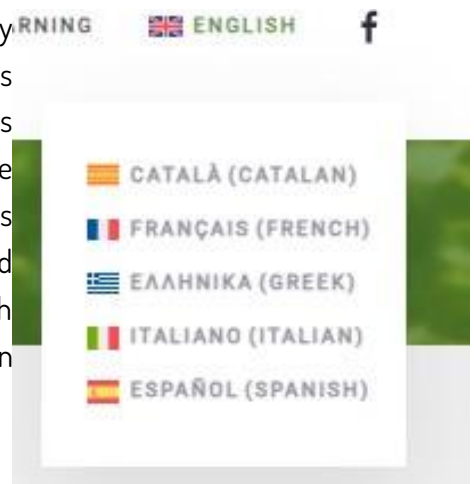 y
s
s
e
s
d
h
n
RNING
ENGLISH
f
CATALÀ (CATALAN)
FRANÇAIS (FRENCH)
ΕΛΛΗΝΙΚΑ (GREEK)
ITALIANO (ITALIAN)
ESPAÑOL (SPANISH)